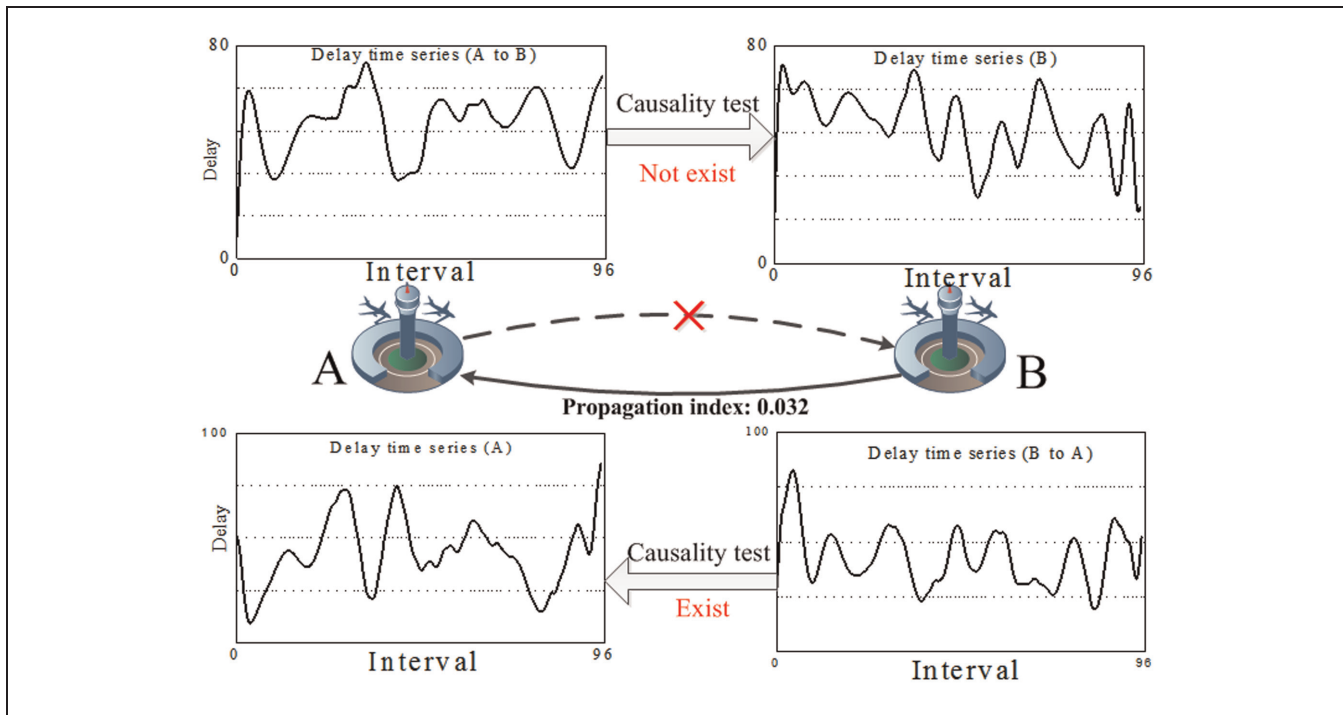 80
Delay time series (A to B)
Delay
0
0
Interval
96
Causality test
Not exist
80
Delay time series (B)
0
0
Interval
96
A
B
Propagation index: 0.032
100
Delay time series (A)
Delay
0
Interval
96
Causality test
Exist
100
Delay time series (B to A)
0
Interval
96